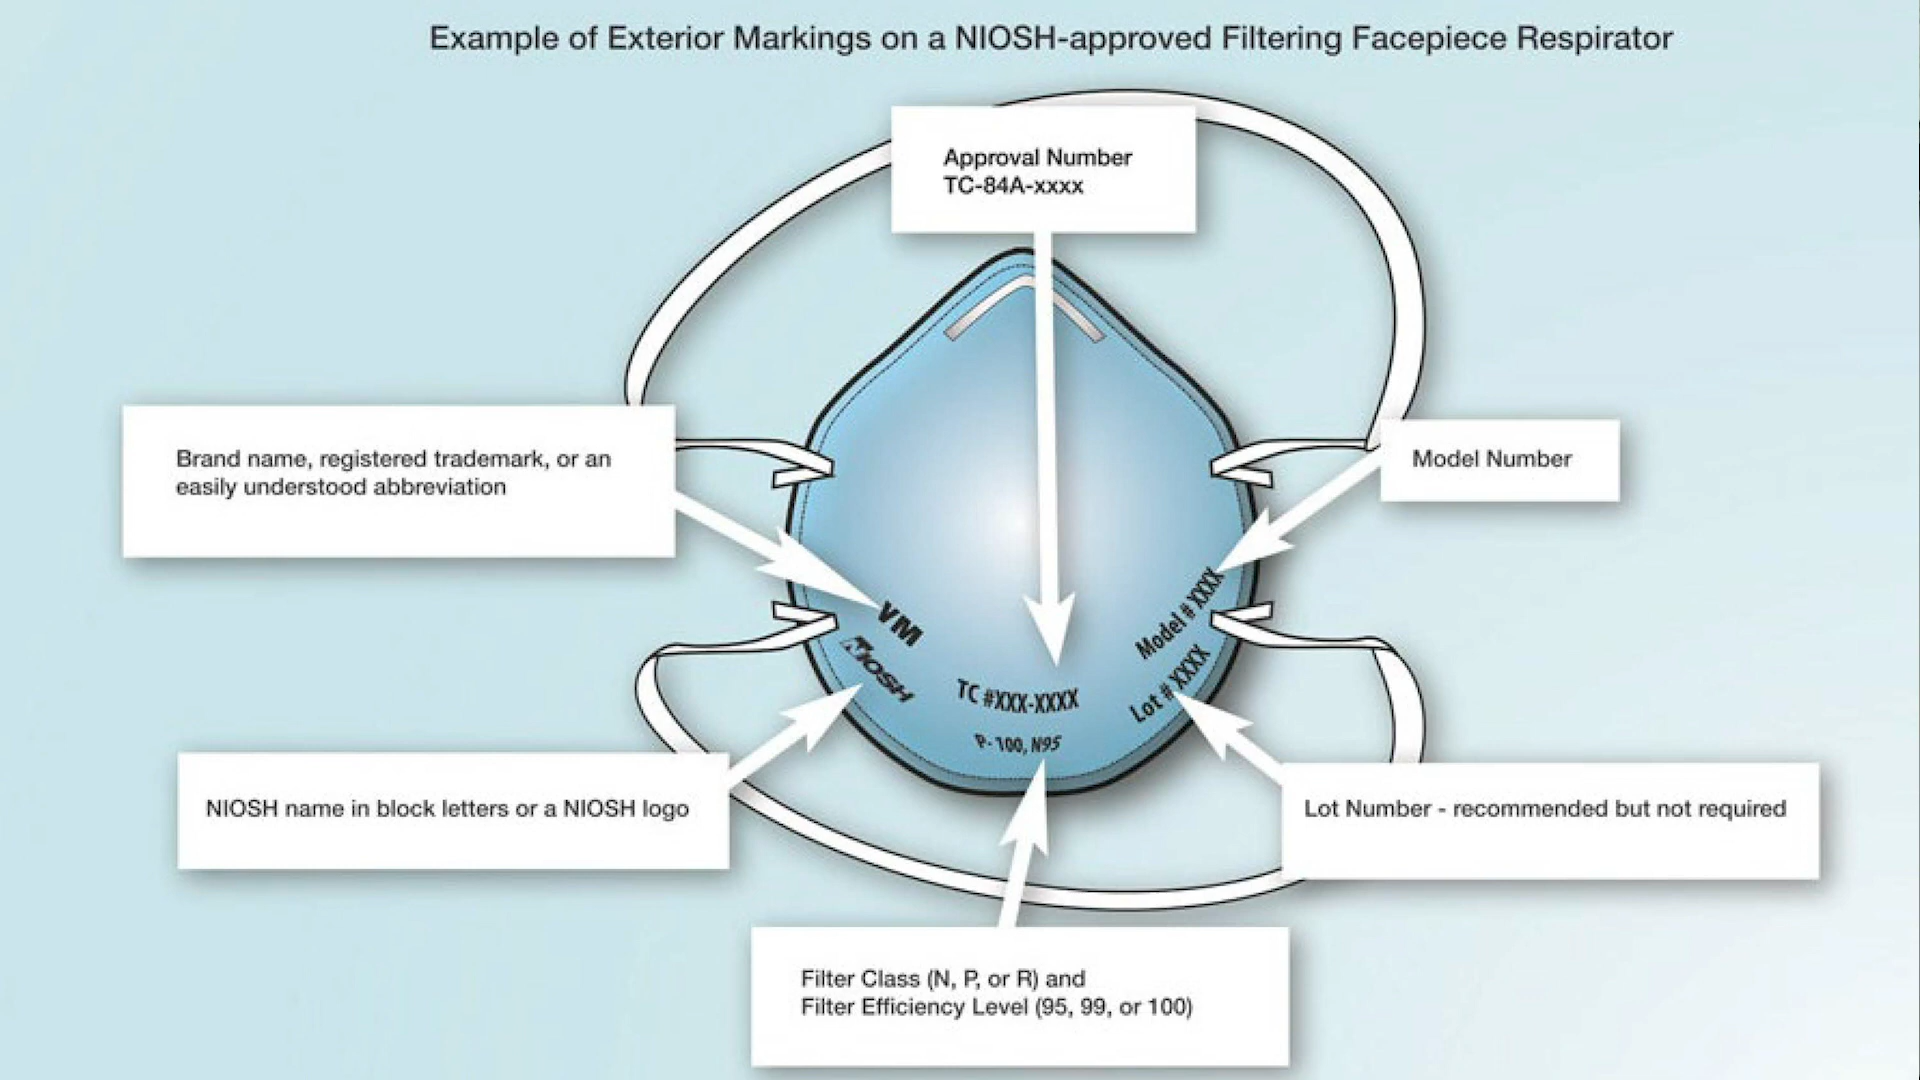 Example of Exterior Markings on a NIOSH-approved Filtering Facepiece Respirator
Approval Number
TC-84A-xxxx
Brand name, registered trademark, or an
easily understood abbreviation
Model Number
VM
NIOSH
TC #XXX-XXXX
P- 100, N95
Model # XXXX
Lot # XXXX
NIOSH name in block letters or a NIOSH logo
Lot Number - recommended but not required
Filter Class (N, P, or R) and
Filter Efficiency Level (95, 99, or 100)